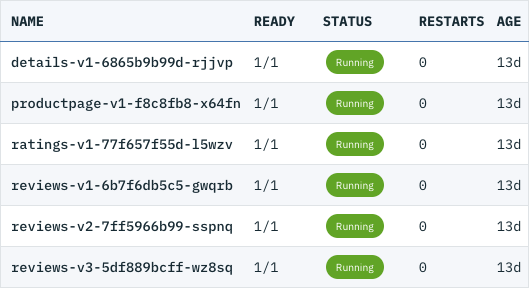 NAME READY STATUS RESTARTS AGE
details-v1-6865b9b99d-rjjvp 1/1 Running 0 13d
productpage-v1-f8c8fb8-x64fn 1/1 Running 0 13d
ratings-v1-77f657f55d-l5wzv 1/1 Running 0 13d
reviews-v1-6b7f6db5c5-gwqrb 1/1 Running 0 13d
reviews-v2-7ff5966b99-sspnq 1/1 Running 0 13d
reviews-v3-5df889bcff-wz8sq 1/1 Running 0 13d